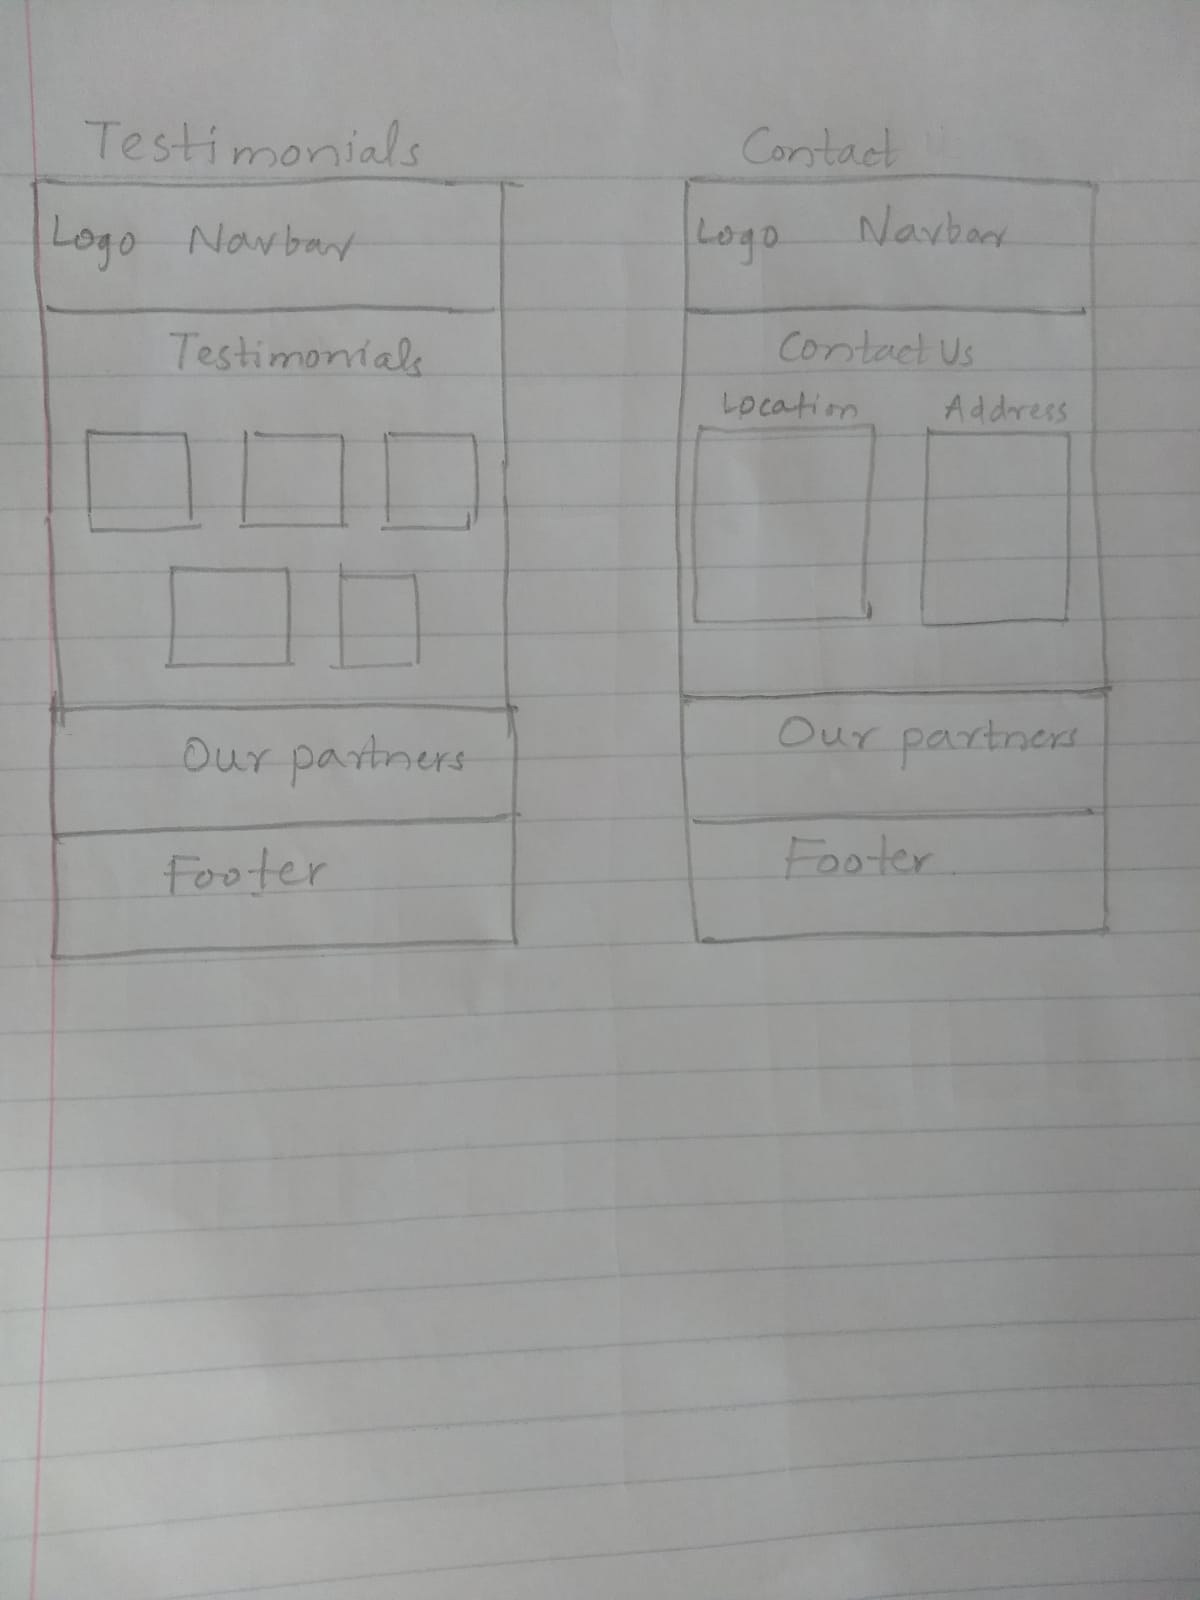 Testimonials
Logo Navbar
Testimonials
Our partners
Footer
Contact
Logo Navbar
Contact Us
Location Address
Our partners
Footer